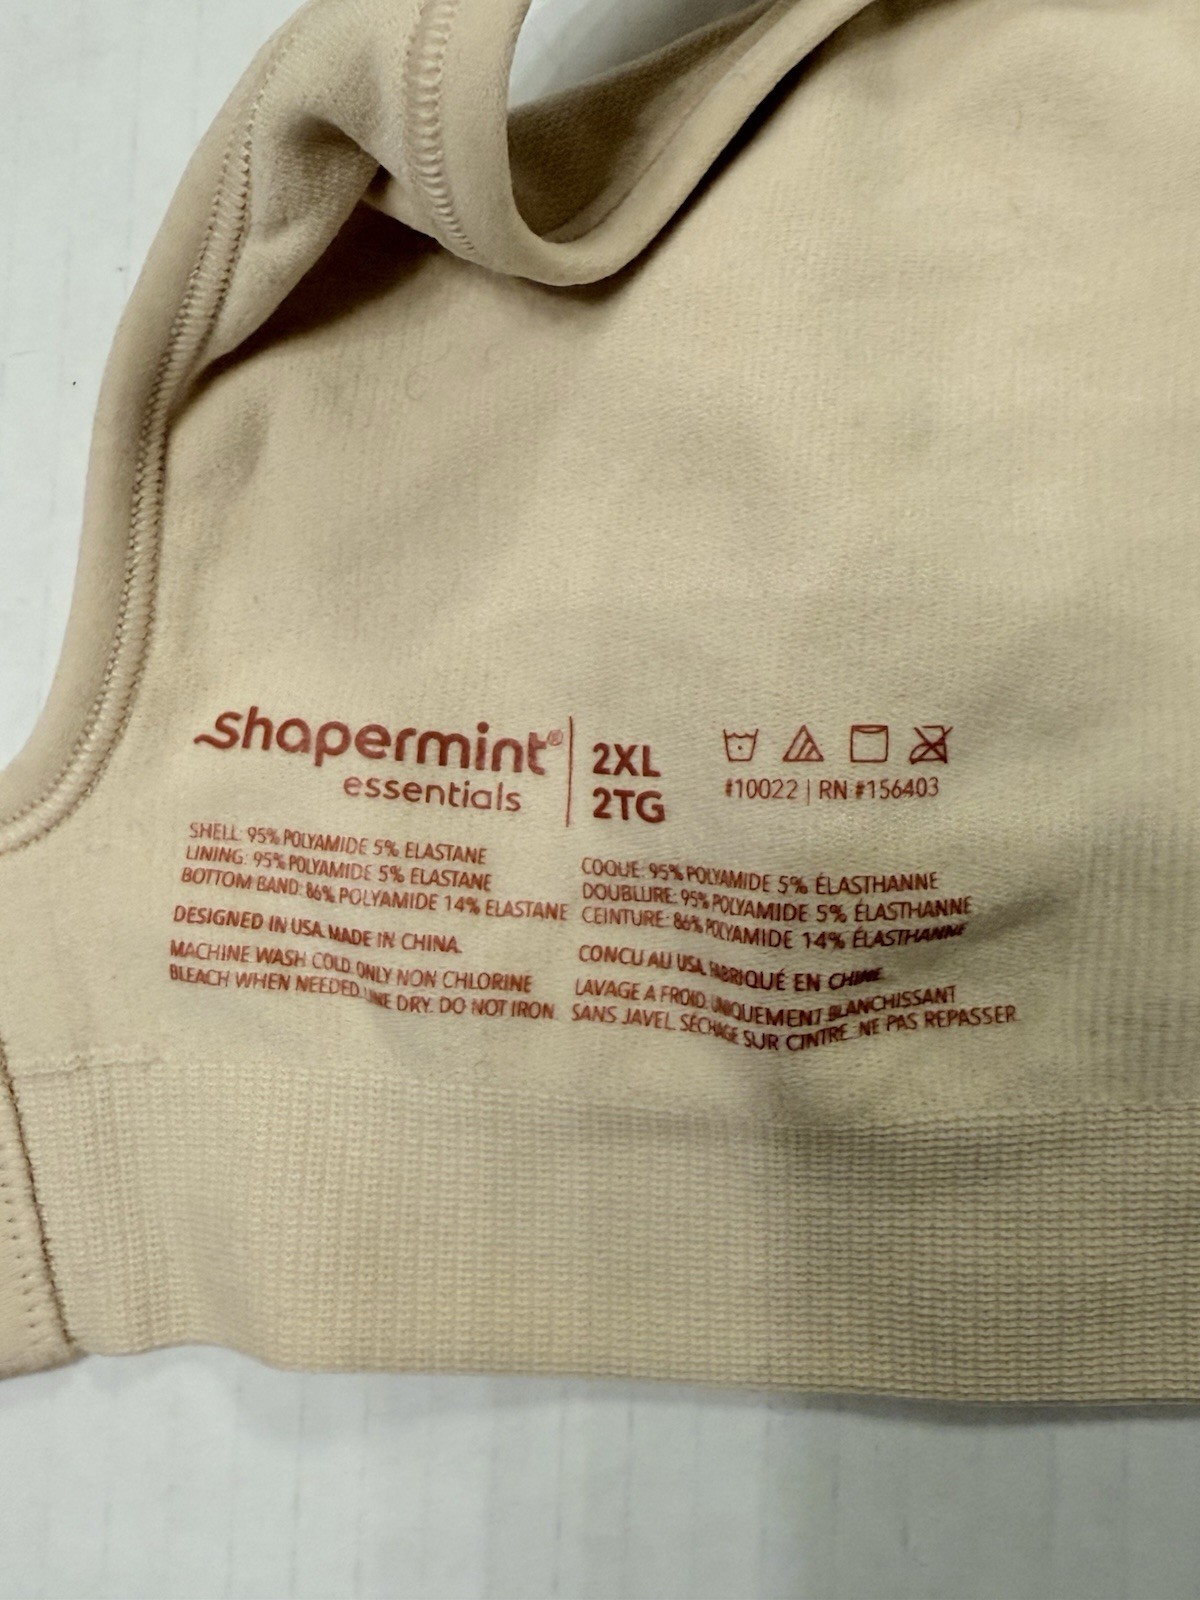 shapermint®
essentials
2XL
2TG
#10022 | RN #156403
SHELL: 95% POLYAMIDE 5% ELASTANE
LINING: 95% POLYAMIDE 5% ELASTANE
BOTTOM BAND: 86% POLYAMIDE 14% ELASTANE
DESIGNED IN USA. MADE IN CHINA.
MACHINE WASH COLD. ONLY NON CHLORINE
BLEACH WHEN NEEDED. LINE DRY. DO NOT IRON.
COQUE: 95% POLYAMIDE 5% ÉLASTHANNE
DOUBLURE: 95% POLYAMIDE 5% ÉLASTHANNE
CEINTURE: 86% POLYAMIDE 14% ÉLASTHANNE
CONCU AU USA. FABRIQUÉ EN CHINE.
LAVAGE A FROID. UNIQUEMENT BLANCHISSANT
SANS JAVEL. SÉCHAGE SUR CINTRE. NE PAS REPASSER.